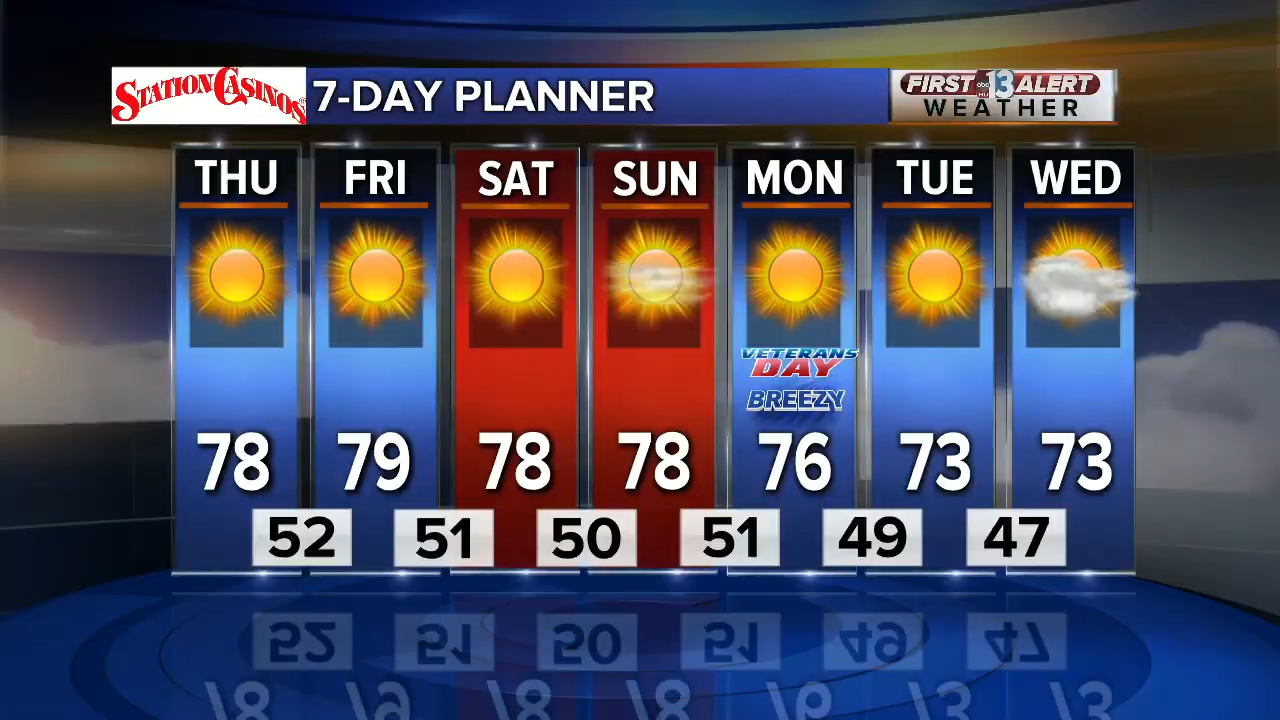 STATION CASINOS
7-DAY PLANNER
FIRST abc 13 ALERT
WEATHER
THU FRI SAT SUN MON TUE WED
VETERANS
DAY
BREEZY
78 79 78 78 76 73 73
52 51 50 51 49 47